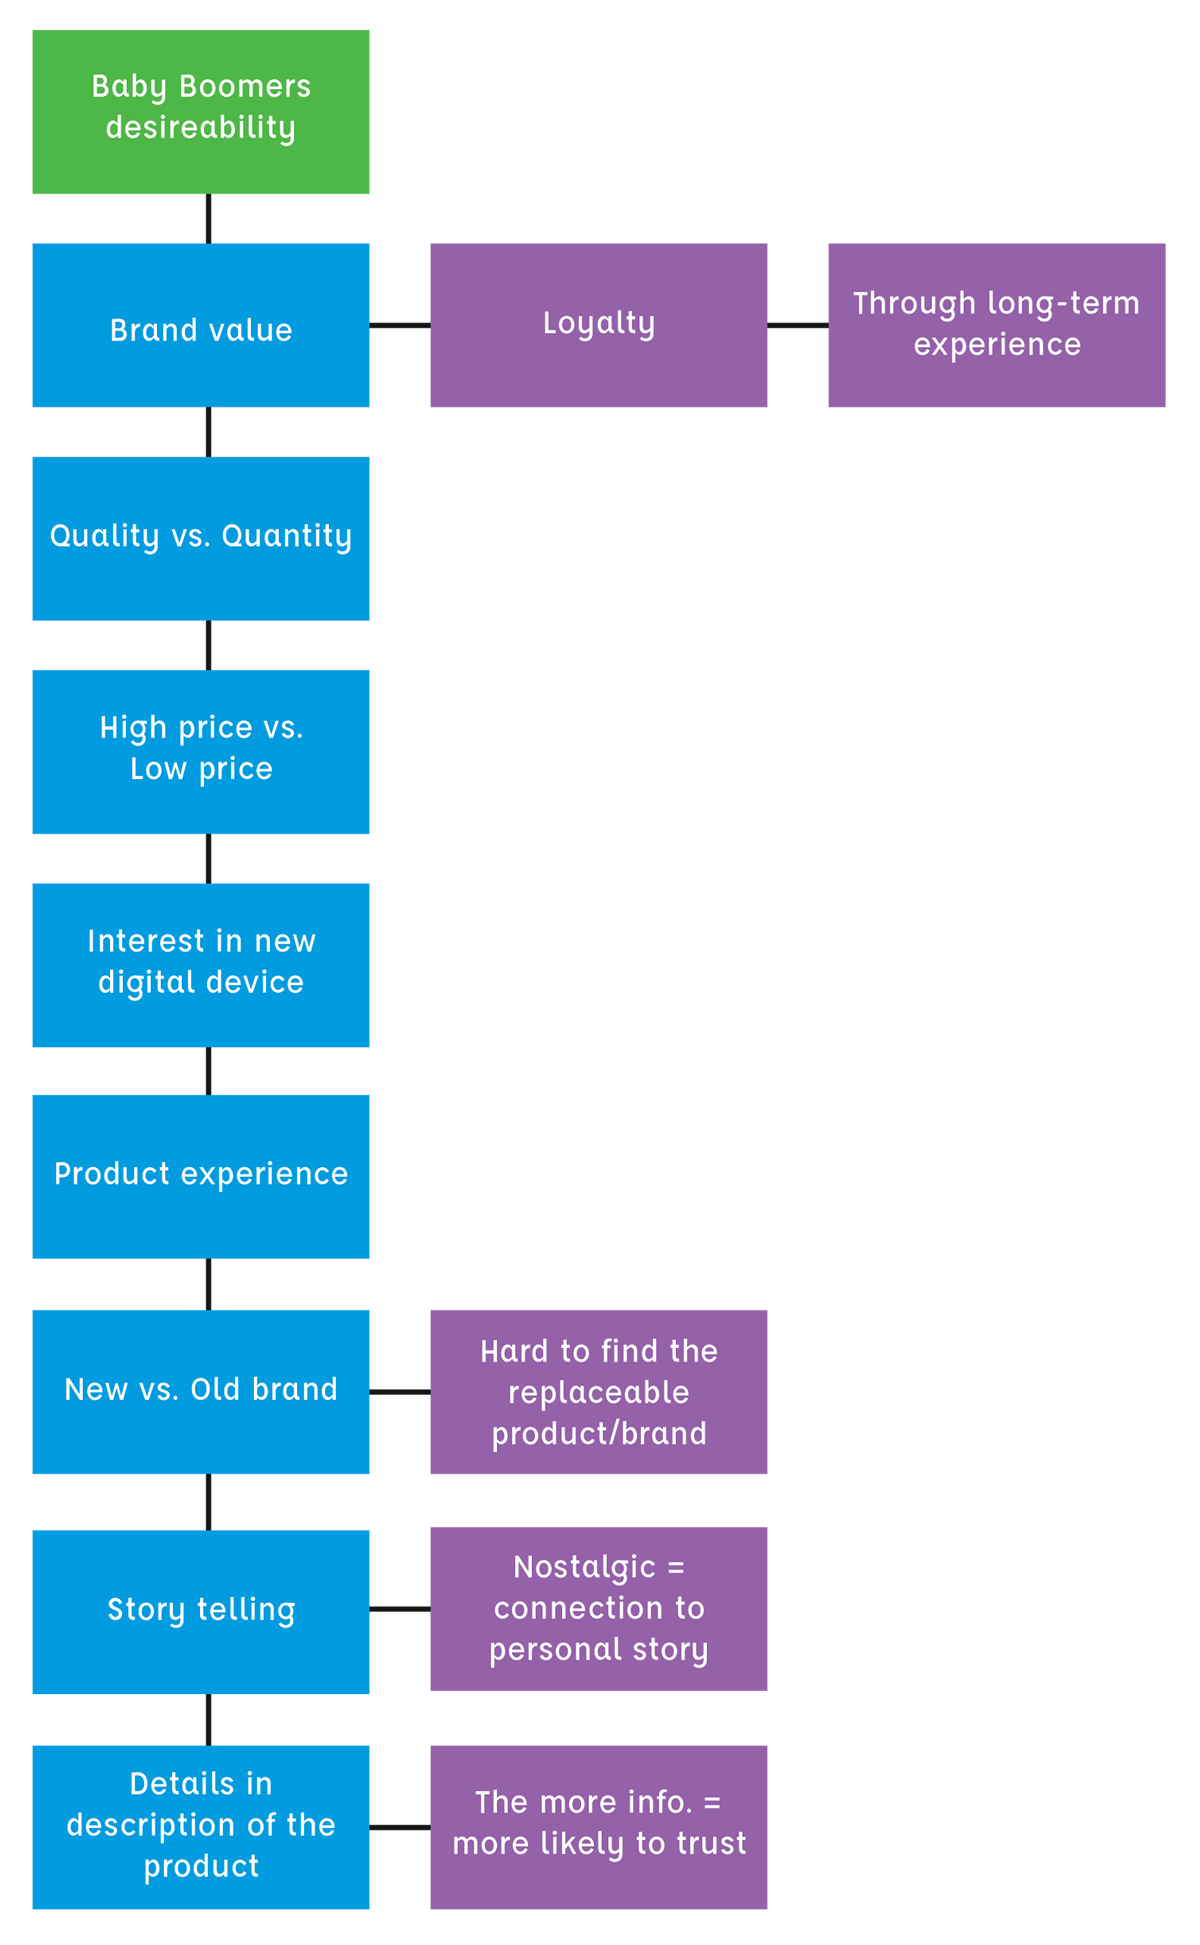 Baby Boomers
desireability
Brand value
Loyalty
Through long-term
experience
Quality vs. Quantity
High price vs.
Low price
Interest in new
digital device
Product experience
New vs. Old brand
Hard to find the
replaceable
product/brand
Story telling
Nostalgic =
connection to
personal story
Details in
description of the
product
The more info. =
more likely to trust